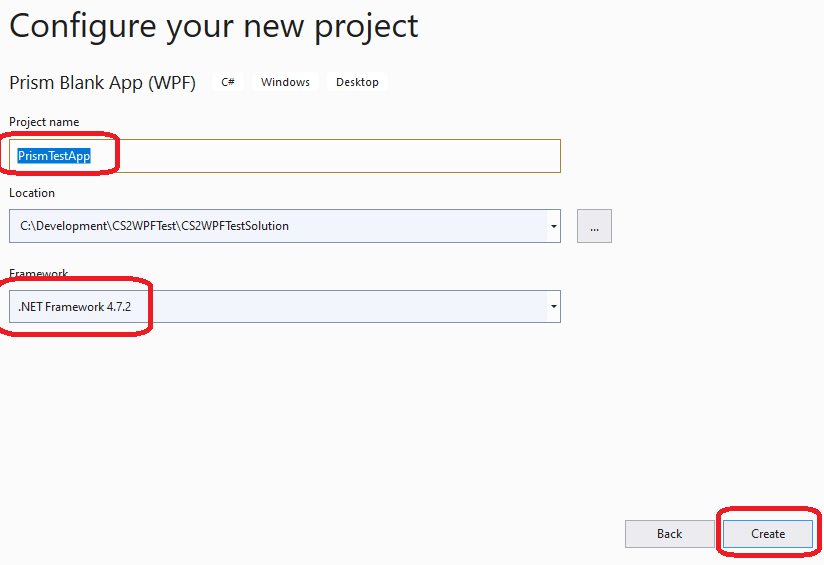 Configure your new project
Prism Blank App (WPF) C# Windows Desktop
Project name
PrismTestApp
Location
C:\Development\CS2WPFTest\CS2WPFTestSolution
...
Framework
.NET Framework 4.7.2
Back Create